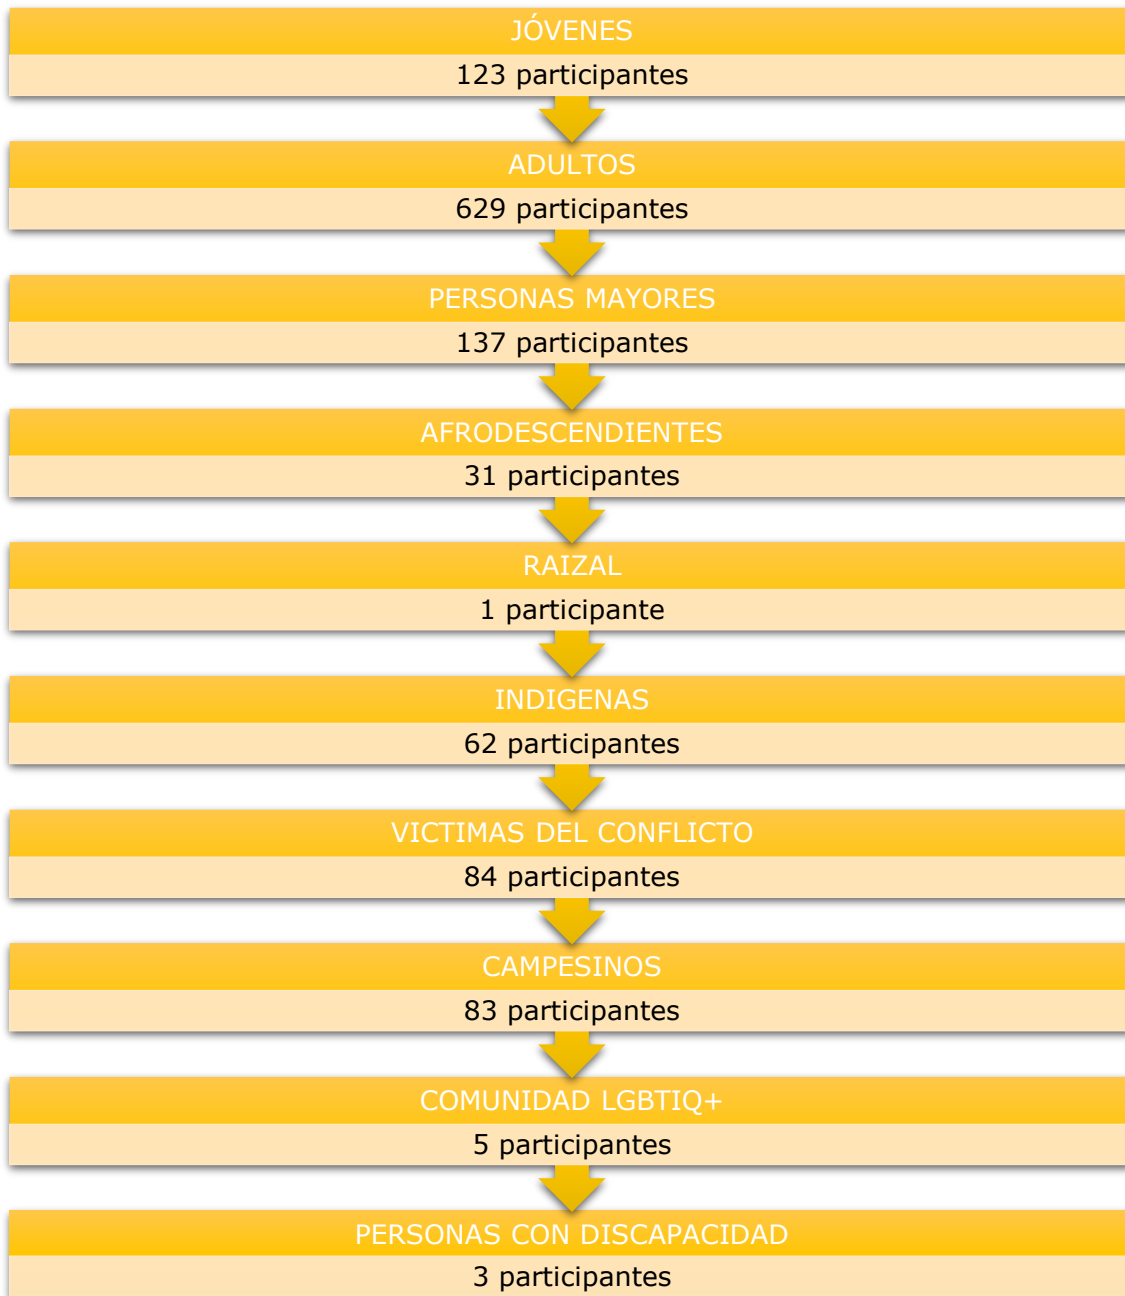 JÓVENES
123 participantes
ADULTOS
629 participantes
PERSONAS MAYORES
137 participantes
AFRODESCENDIENTES
31 participantes
RAIZAL
1 participante
INDIGENAS
62 participantes
VICTIMAS DEL CONFLICTO
84 participantes
CAMPESINOS
83 participantes
COMUNIDAD LGBTIQ+
5 participantes
PERSONAS CON DISCAPACIDAD
3 participantes